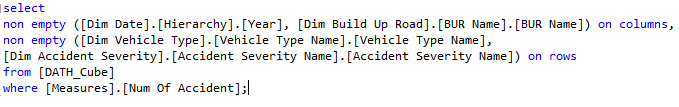 select
non empty ([Dim Date].[Hierarchy].[Year], [Dim Build Up Road].[BUR Name].[BUR Name]) on columns,
non empty ([Dim Vehicle Type].[Vehicle Type Name].[Vehicle Type Name],
[Dim Accident Severity].[Accident Severity Name].[Accident Severity Name]) on rows
from [DATH_Cube]
where [Measures].[Num Of Accident];